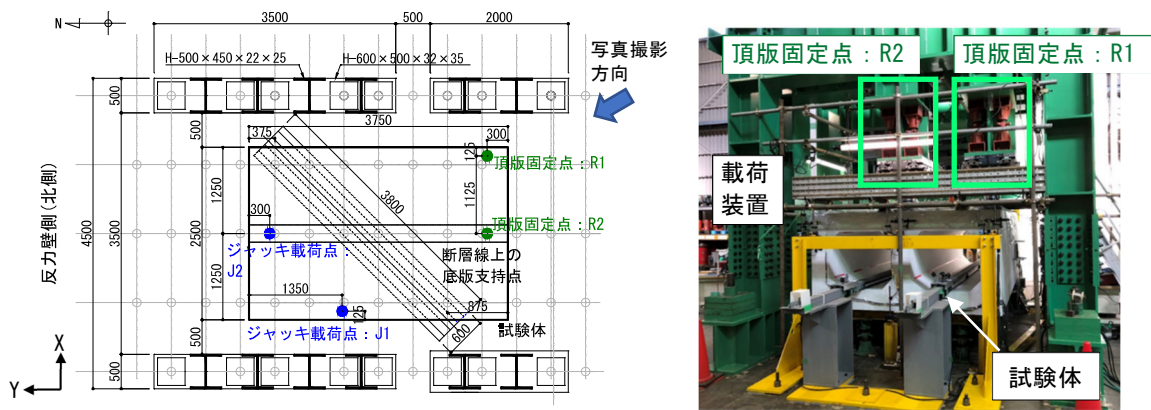 3500
500
2000
N
H-500×450×22×25
H-600×500×32×35
写真撮影
方向
500
500
3750
375
300
125
頂版固定点：R1
1250
3800
1125
300
頂版固定点：R2
反力壁側(北側)
4500
3500
2500
ジャッキ載荷点：
J2
断層線上の
底版支持点
1250
1350
875
125
600
ジャッキ載荷点：J1
試験体
500
500
X
Y
頂版固定点：R2
頂版固定点：R1
載荷
装置
試験体